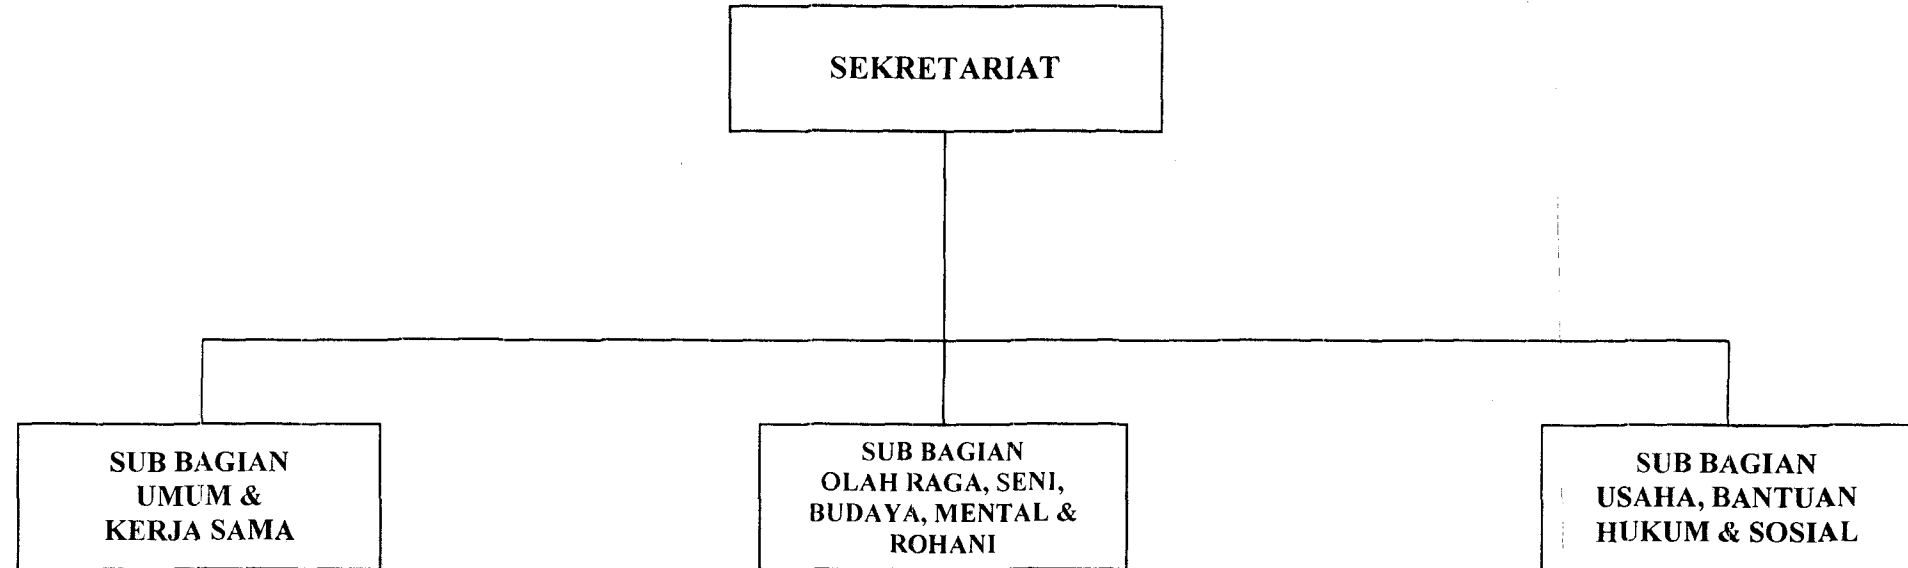 SEKRETARIAT
SUB BAGIAN
UMUM &
KERJA SAMA
SUB BAGIAN
OLAH RAGA, SENI,
BUDAYA, MENTAL &
ROHANI
SUB BAGIAN
USAHA, BANTUAN
HUKUM & SOSIAL